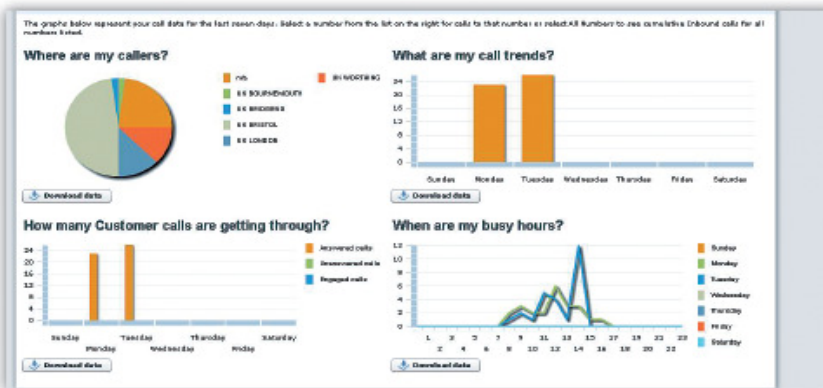 The graphs below represent your call data for the last seven days. Select a number from the list on the right for calls to that number or select All Numbers to see cumulative Inbound calls for all
numbers listed.
Where are my callers?
n/a
UK WORTHING
UK BOURNEMOUTH
UK BRISTOL
UK LONDON
Download data
What are my call trends?
24
20
16
12
8
4
0
Sunday Monday Tuesday Wednesday Thursday Friday Saturday
Download data
How many Customer calls are getting through?
24
20
16
12
8
4
0
Answered calls
Unanswered calls
Engaged calls
Sunday Tuesday Thursday Saturday
Monday Wednesday Friday
Download data
When are my busy hours?
12
10
8
6
4
2
0
Sunday
Monday
Tuesday
Wednesday
Thursday
Friday
Saturday
1 3 5 7 9 11 13 15 17 19 21 23
2 4 6 8 10 12 14 16 18 20 22
Download data